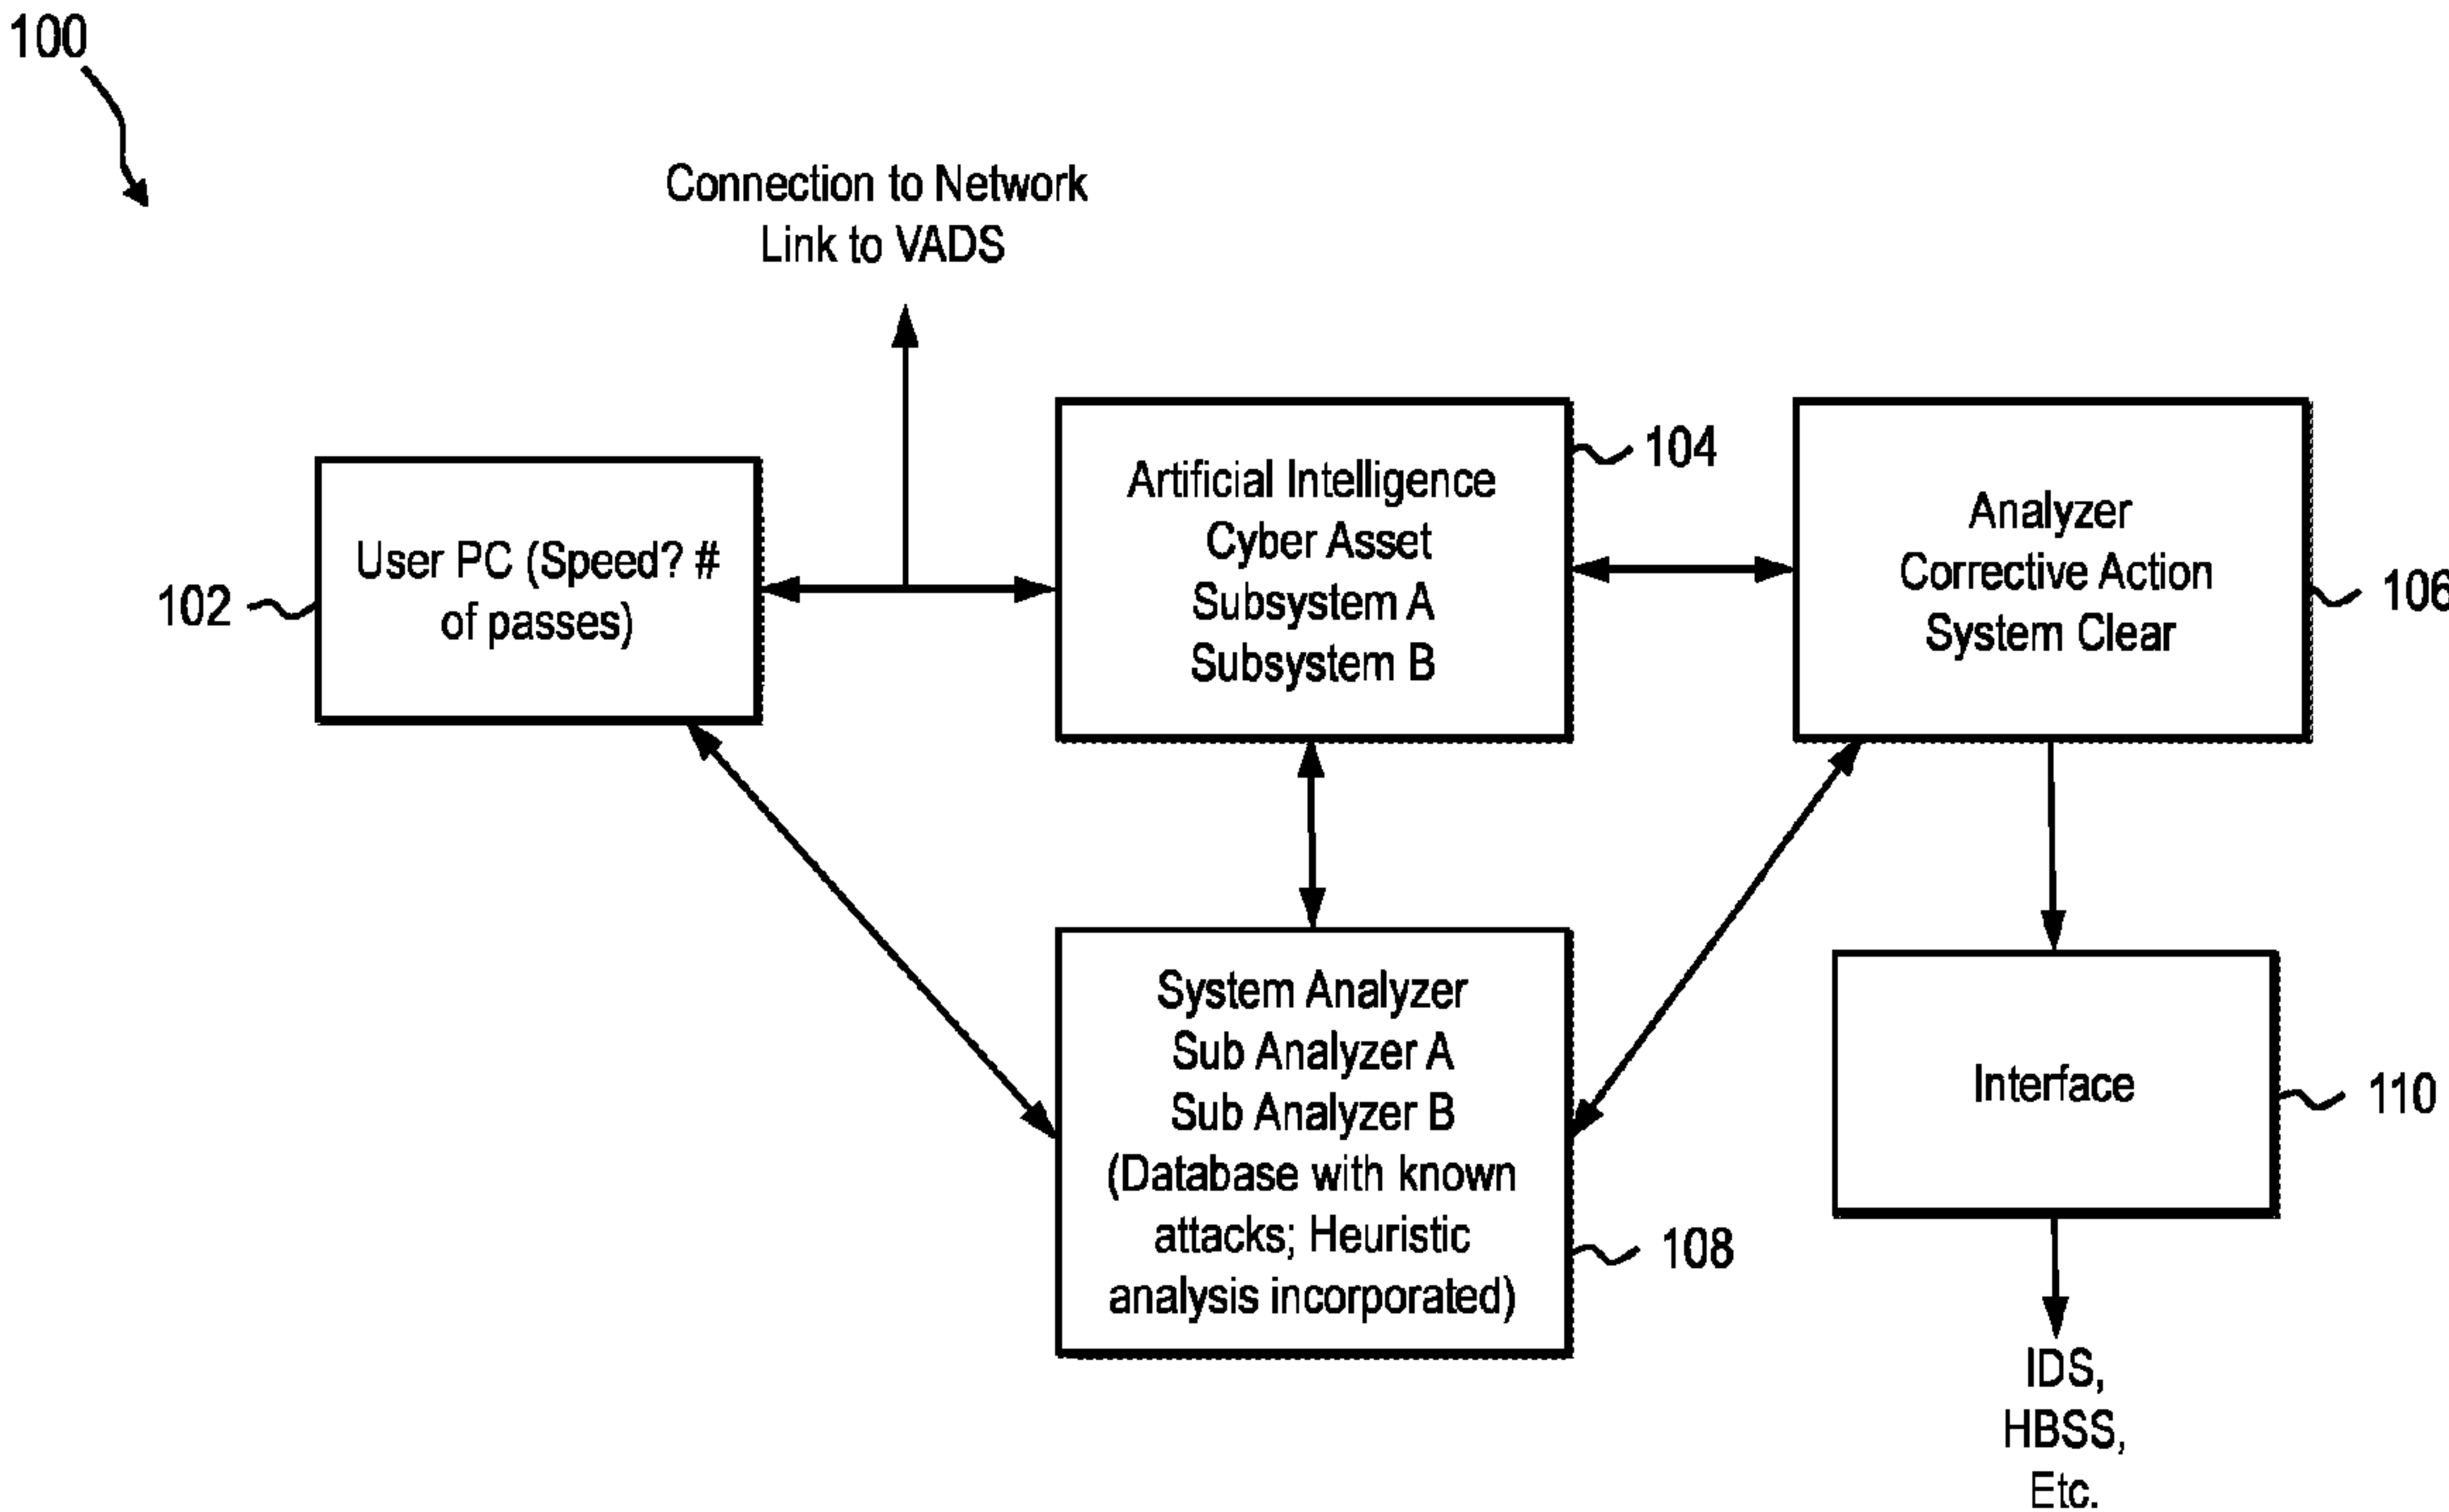 100
Connection to Network
Link to VADS
102
User PC (Speed? #
of passes)
Artificial Intelligence
Cyber Asset
Subsystem A
Subsystem B
104
Analyzer
Corrective Action
System Clear
106
System Analyzer
Sub Analyzer A
Sub Analyzer B
(Database with known
attacks; Heuristic
analysis incorporated)
108
Interface
110
IDS,
HBSS,
Etc.